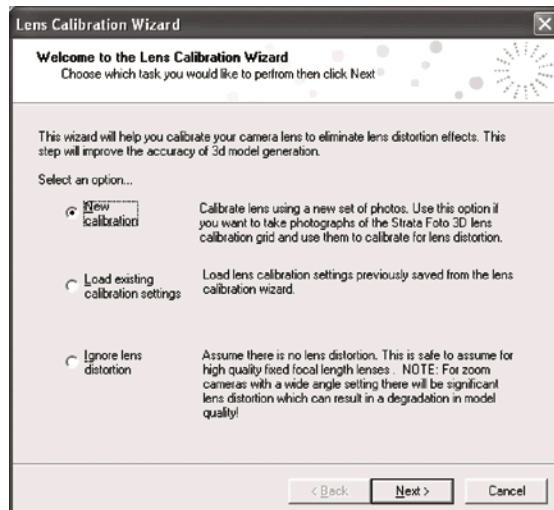 Lens Calibration Wizard
Welcome to the Lens Calibration Wizard
Choose which task you would like to perfrom then click Next
This wizard will help you calibrate your camera lens to eliminate lens distortion effects. This
step will improve the accuracy of 3d model generation.
Select an option...
New
calibration
Calibrate lens using a new set of photos. Use this option if
you want to take photographs of the Strata Foto 3D lens
calibration grid and use them to calibrate for lens distortion.
Load existing
calibration settings
Load lens calibration settings previously saved from the lens
calibration wizard.
Ignore lens
distortion
Assume there is no lens distortion. This is safe to assume for
high quality fixed focal length lenses . NOTE: For zoom
cameras with a wide angle setting there will be significant
lens distortion which can result in a degradation in model
quality!
< Back
Next >
Cancel